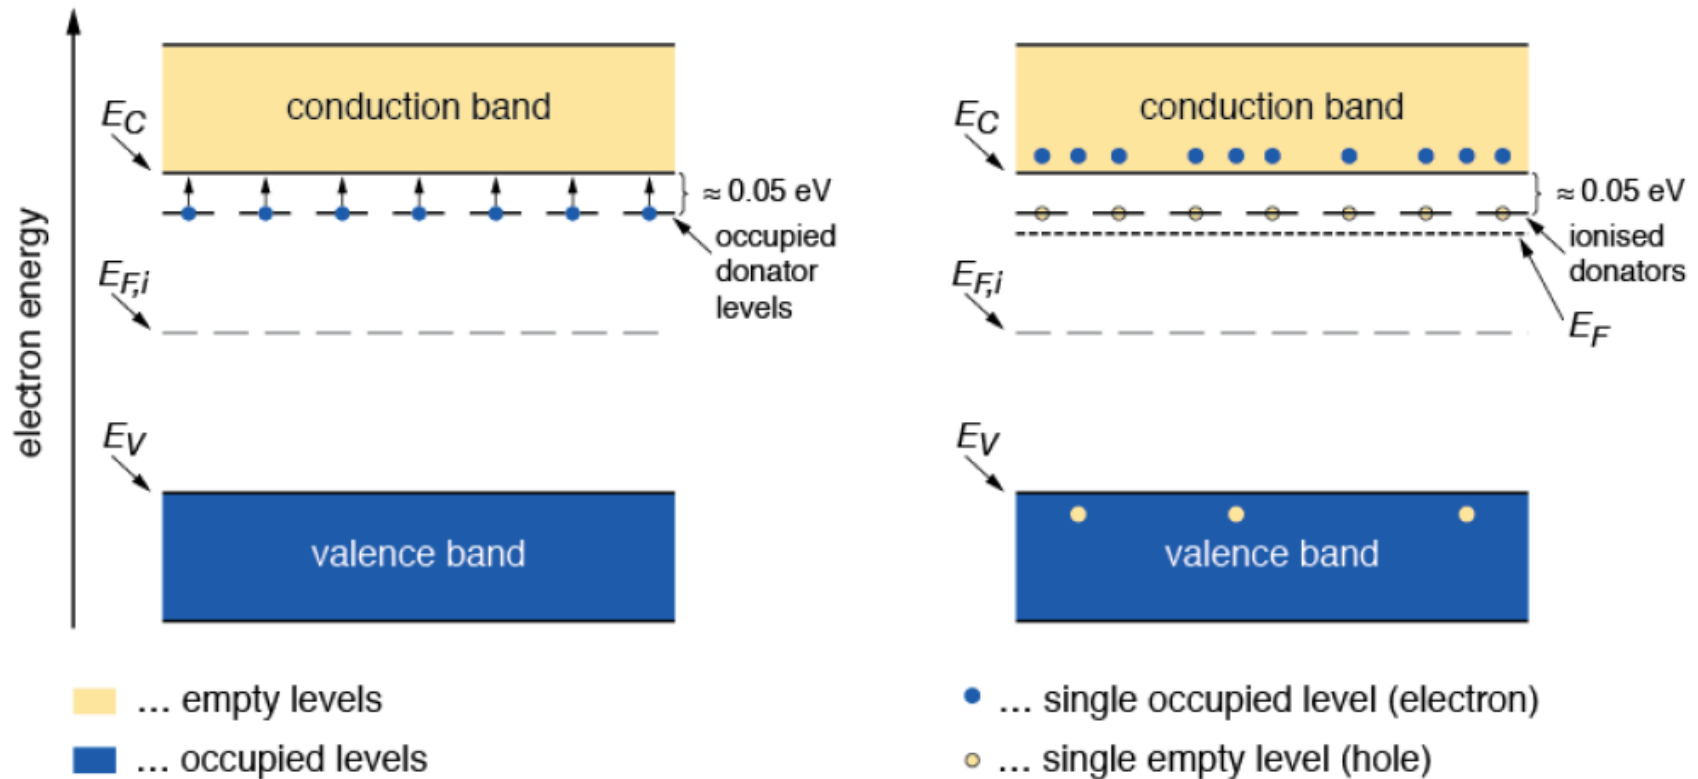 electron energy
conduction band
E_C
≈ 0.05 eV
occupied
donator
levels
E_F,i
E_V
valence band
conduction band
E_C
≈ 0.05 eV
ionised
donators
E_F,i
E_F
E_V
valence band
... empty levels
... occupied levels
... single occupied level (electron)
... single empty level (hole)